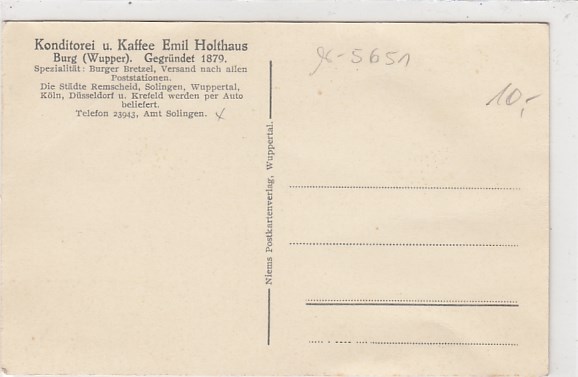 Konditorei u. Kaffee Emil Holthaus
Burg (Wupper). Gegründet 1879.
Spezialität: Burger Bretzel, Versand nach allen
Poststationen.
Die Städte Remscheid, Solingen, Wuppertal,
Köln, Düsseldorf u. Krefeld werden per Auto
beliefert.
Telefon 23943, Amt Solingen. x
x-5651
10,-
Niems Postkartenverlag, Wuppertal.